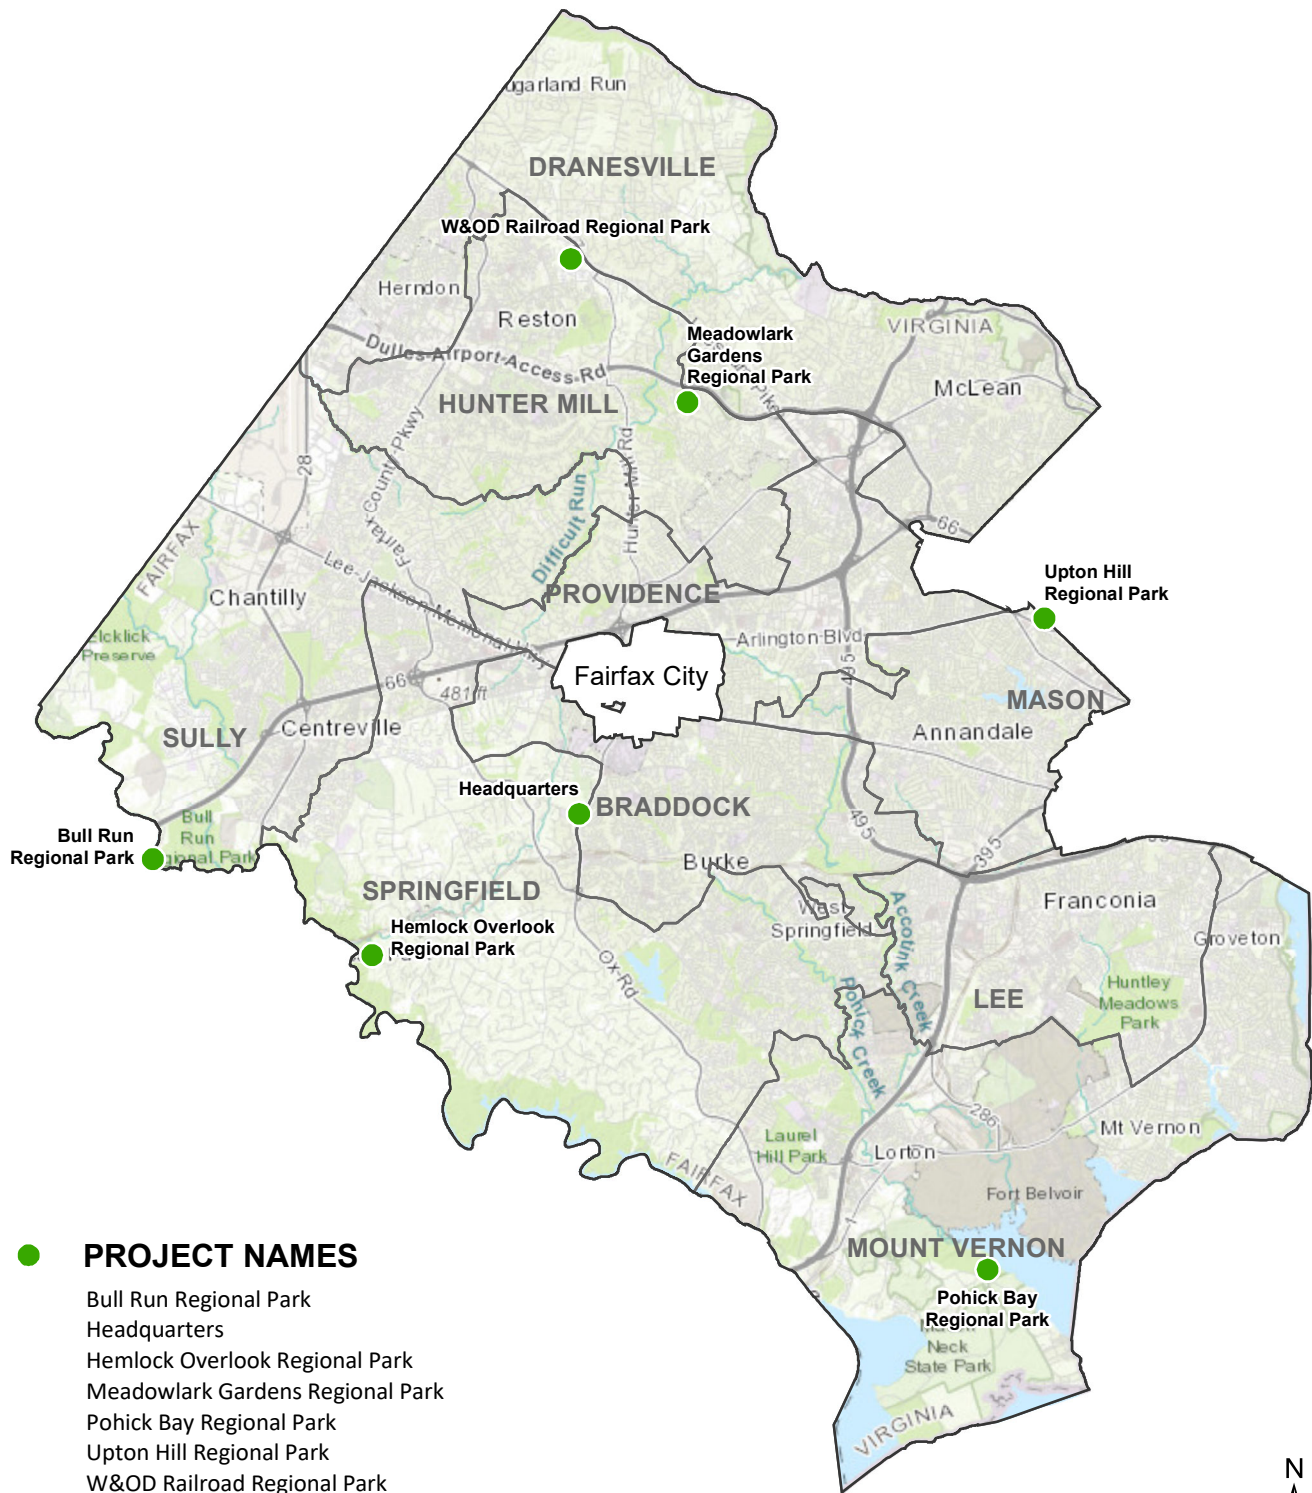 ugarland Run
DRANESVILLE
W&OD Railroad Regional Park
Herndon
Reston
VIRGINIA
Meadowlark
Gardens
Regional Park
Dulles Airport Access Rd
McLean
HUNTER MILL
28
Fairfax County Pkwy
Hunter Mill Rd
Difficult Run
66
FAIRFAX
Lee Jackson Memorial Hwy
Chantilly
PROVIDENCE
Upton Hill
Regional Park
Elcklick
Preserve
Arlington Blvd
495
Fairfax City
66
481 ft
MASON
SULLY
Centreville
Annandale
Headquarters
BRADDOCK
Bull Run
Regional Park
Bull
Run
gional Park
495
395
Burke
SPRINGFIELD
West
Springfield
Accotink Creek
Franconia
Hemlock Overlook
Regional Park
Groveton
Ox Rd
LEE
Huntley
Meadows
Park
Pohick Creek
286
Laurel
Hill Park
Lorton
Mt Vernon
FAIRFAX
Fort Belvoir
1
MOUNT VERNON
Pohick Bay
Regional Park
Neck
State Park
VIRGINIA
PROJECT NAMES
Bull Run Regional Park
Headquarters
Hemlock Overlook Regional Park
Meadowlark Gardens Regional Park
Pohick Bay Regional Park
Upton Hill Regional Park
W&OD Railroad Regional Park
N